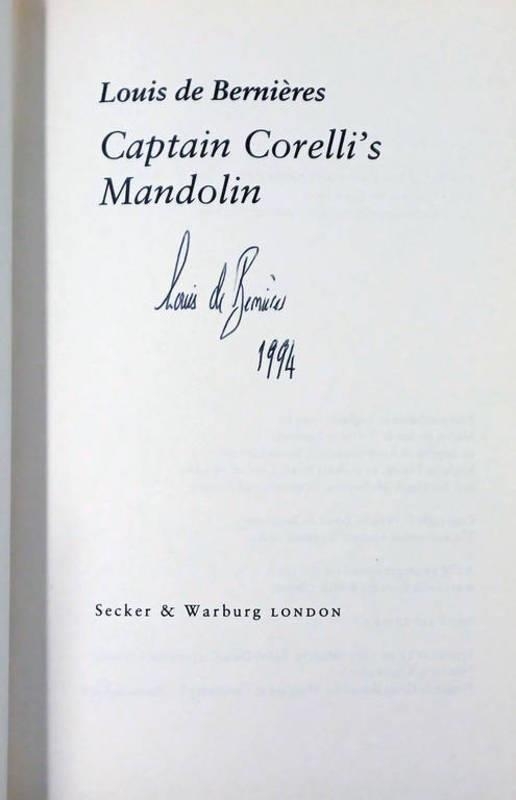 Louis de Bernières
Captain Corelli's
Mandolin
Louis de Bernières
1994
Secker & Warburg LONDON